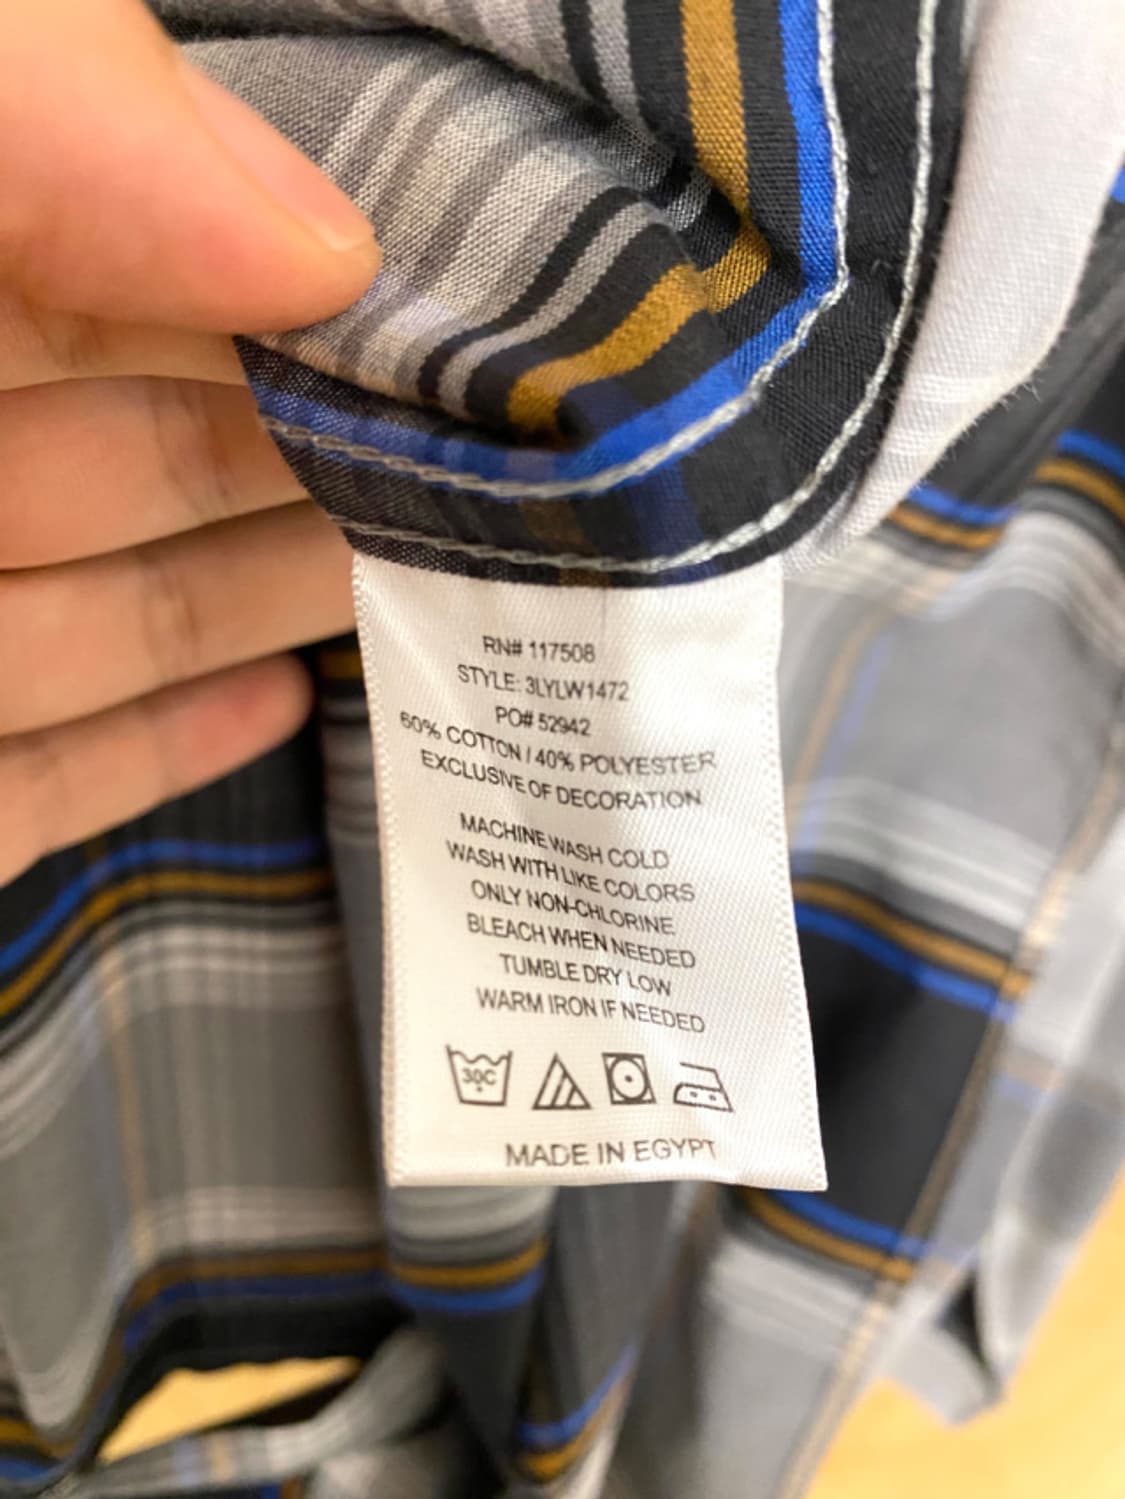 RN# 117508
STYLE: 3LYLW1472
PO# 52942
60% COTTON / 40% POLYESTER
EXCLUSIVE OF DECORATION
MACHINE WASH COLD
WASH WITH LIKE COLORS
ONLY NON-CHLORINE
BLEACH WHEN NEEDED
TUMBLE DRY LOW
WARM IRON IF NEEDED
30C
MADE IN EGYPT